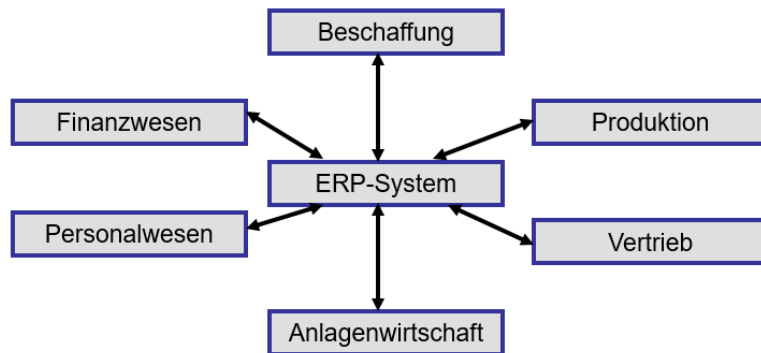 Beschaffung
Finanzwesen
Produktion
ERP-System
Personalwesen
Vertrieb
Anlagenwirtschaft